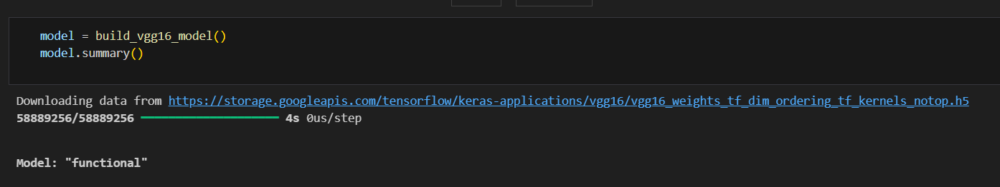 model = build_vgg16_model()
model.summary()
Downloading data from https://storage.googleapis.com/tensorflow/keras-applications/vgg16/vgg16_weights_tf_dim_ordering_tf_kernels_notop.h5
58889256/58889256 ━━━━━━━━━━━━━━━━━━━━ 4s 0us/step
Model: "functional"